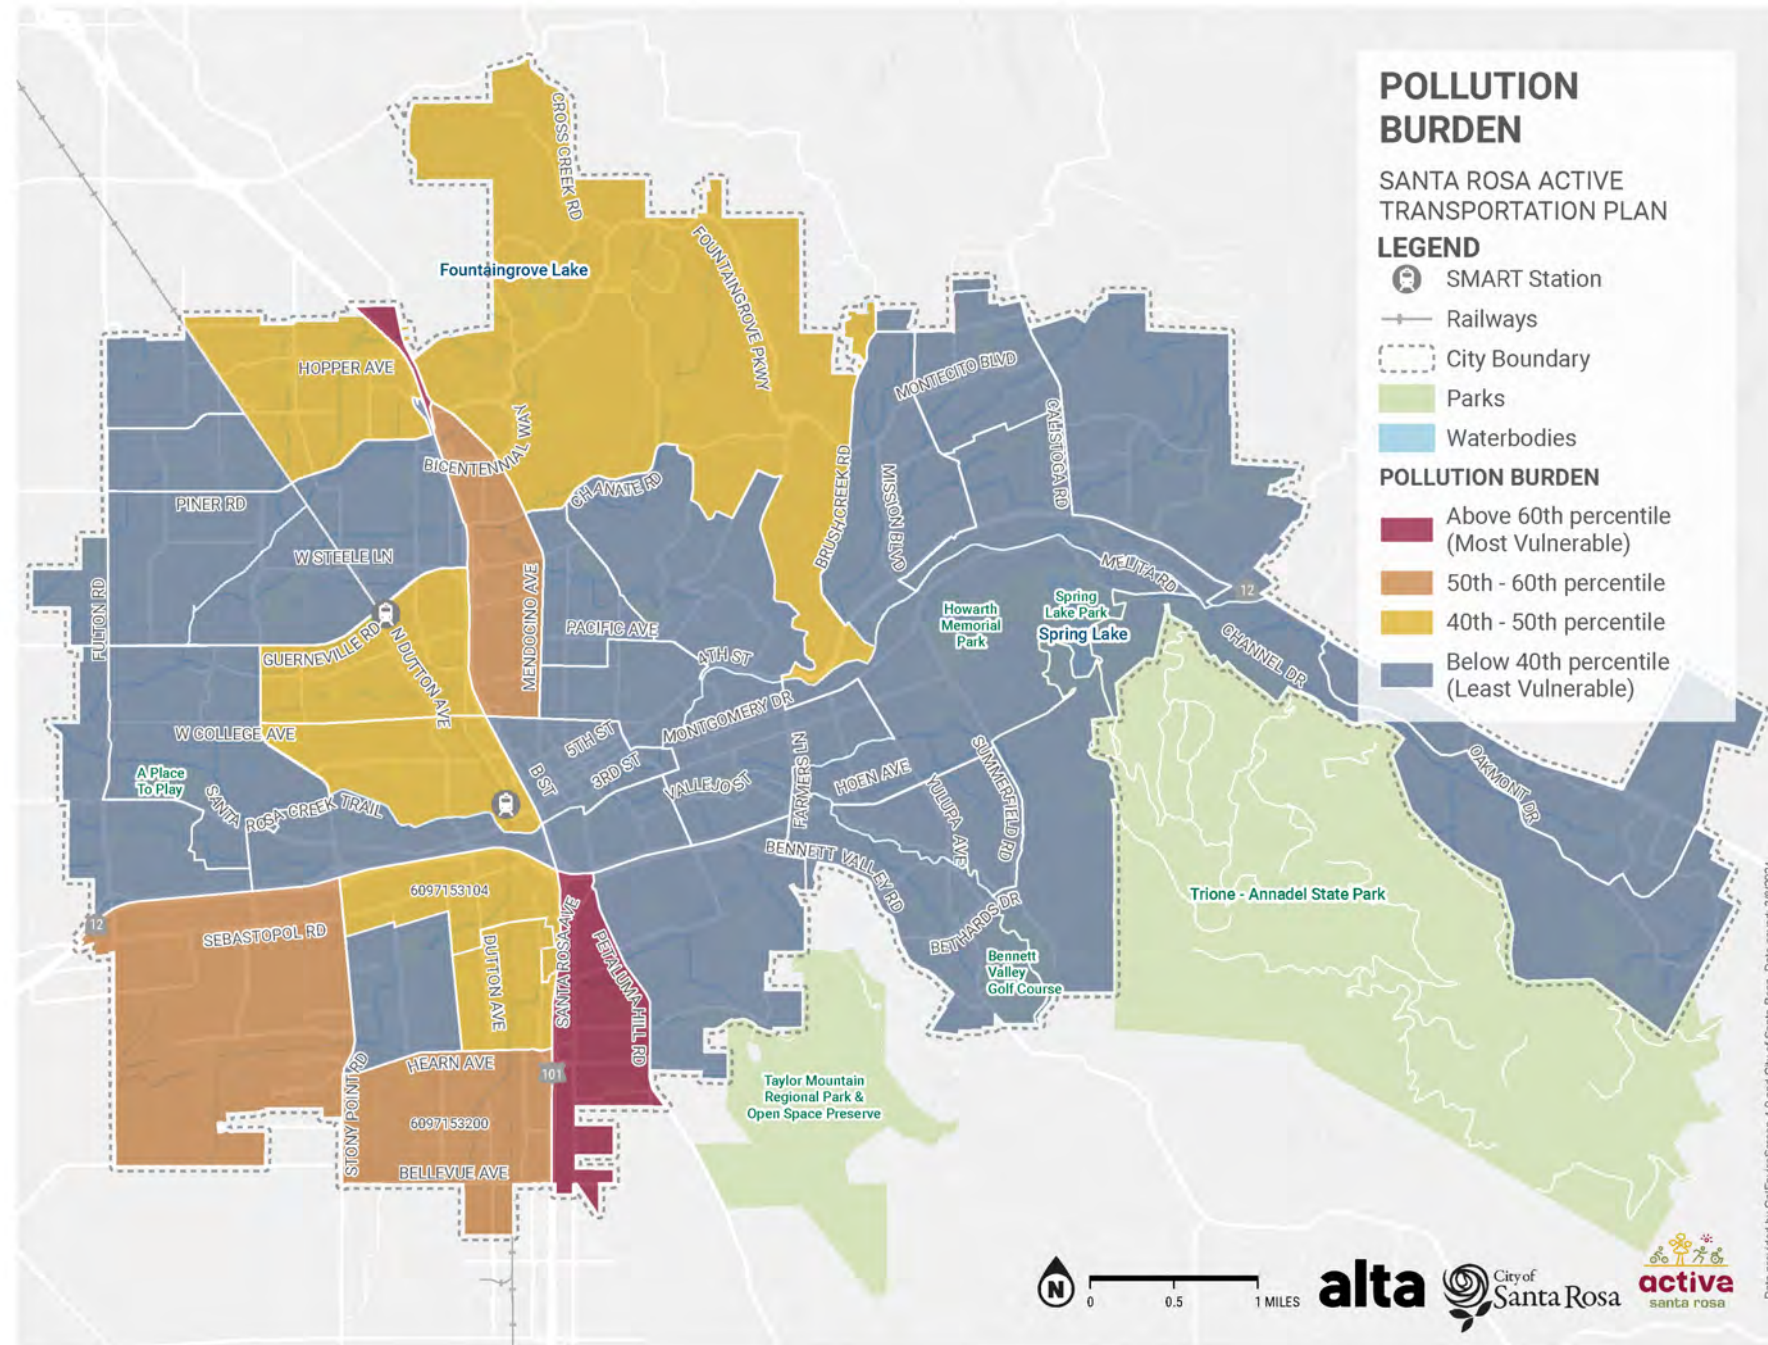 POLLUTION
BURDEN
SANTA ROSA ACTIVE
TRANSPORTATION PLAN
LEGEND
SMART Station
Railways
City Boundary
Parks
Waterbodies
POLLUTION BURDEN
Above 60th percentile
(Most Vulnerable)
50th - 60th percentile
40th - 50th percentile
Below 40th percentile
(Least Vulnerable)
CROSS CREEK RD
Fountaingrove Lake
FOUNTAINGROVE PKWY
HOPPER AVE
BICENTENNIAL WAY
MONTECITO BLVD
CALISTOGA RD
CHANATE RD
BRUSH CREEK RD
MISSION BLVD
PINER RD
W STEELE LN
FULTON RD
MENDOCINO AVE
PACIFIC AVE
GUERNEVILLE RD
N DUTTON AVE
4TH ST
Howarth
Memorial
Park
Spring
Lake Park
Spring Lake
MELITA RD
12
CHANNEL DR
W COLLEGE AVE
MONTGOMERY DR
5TH ST
3RD ST
B ST
VALLEJO ST
FARMERS LN
HOEN AVE
YULUPA AVE
SUMMERFIELD RD
OAKMONT DR
A Place
To Play
SANTA ROSA CREEK TRAIL
BENNETT VALLEY RD
BETHARDS DR
Bennett
Valley
Golf Course
Trione - Annadel State Park
12
6097153104
SEBASTOPOL RD
DUTTON AVE
SANTA ROSA AVE
PETALUMA HILL RD
HEARN AVE
101
STONY POINT RD
6097153200
BELLEVUE AVE
Taylor Mountain
Regional Park &
Open Space Preserve
N
0 0.5 1 MILES
alta
City of
Santa Rosa
active
santa rosa